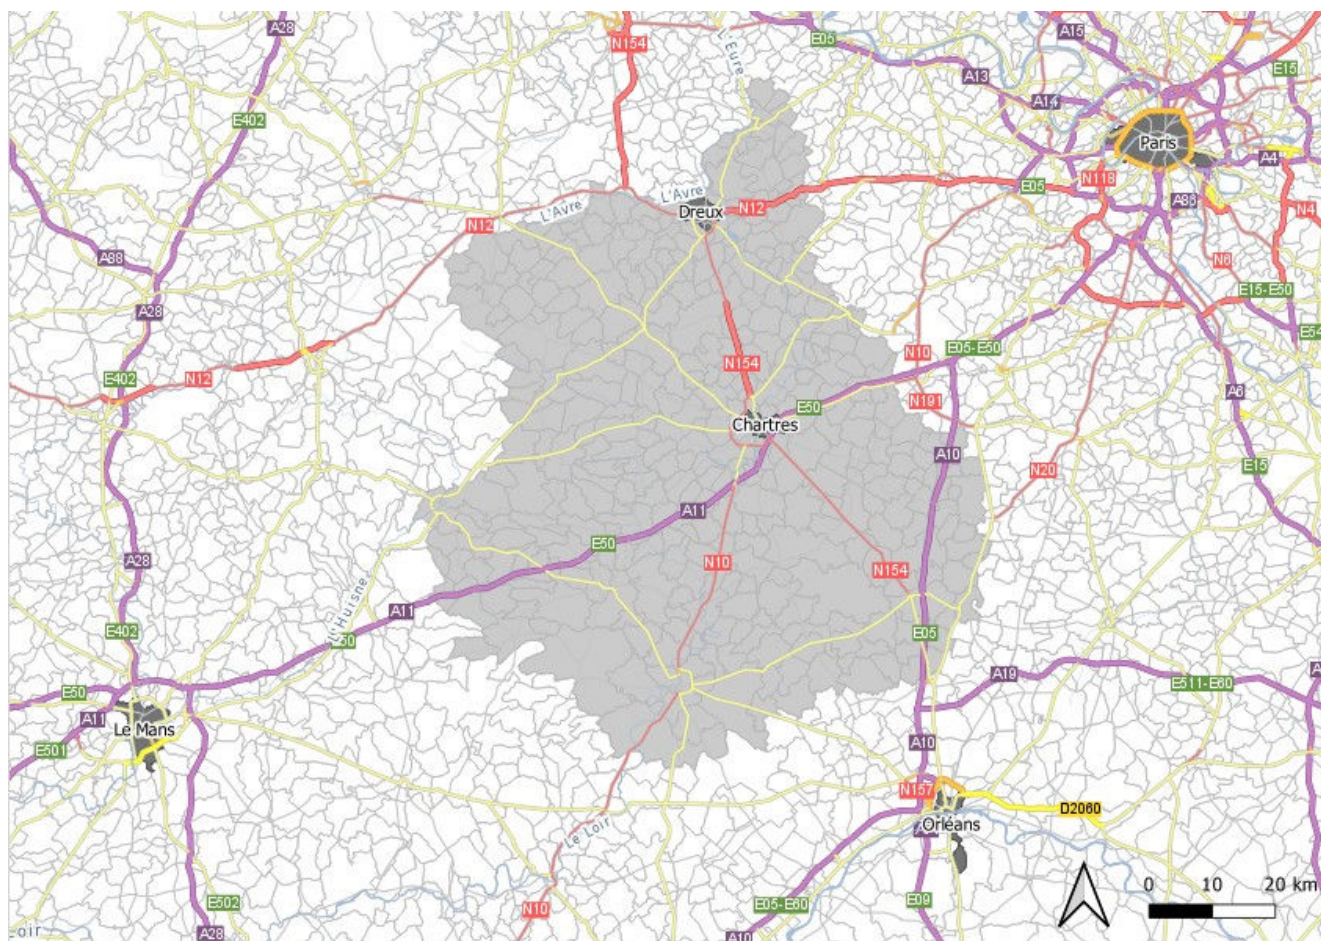 A28
N154
L'Eure
E05
A15
E15
A13
A14
E402
Paris
A4
N118
E05
A86
N4
L'Avre
L'Avre
Dreux
N12
N12
N6
A88
E15-E50
A28
E54
N10
E05-E50
N154
E402
N12
A6
E50
N191
Chartres
A10
E15
N20
A11
E50
N10
N154
A28
L'Huisne
A11
E402
E50
E05
A19
E511-E60
E50
A11
Le Mans
E501
A10
N157
D2060
Orléans
Le Loir
0 10 20 km
E502
N10
E05-E60
E09
A28
A10